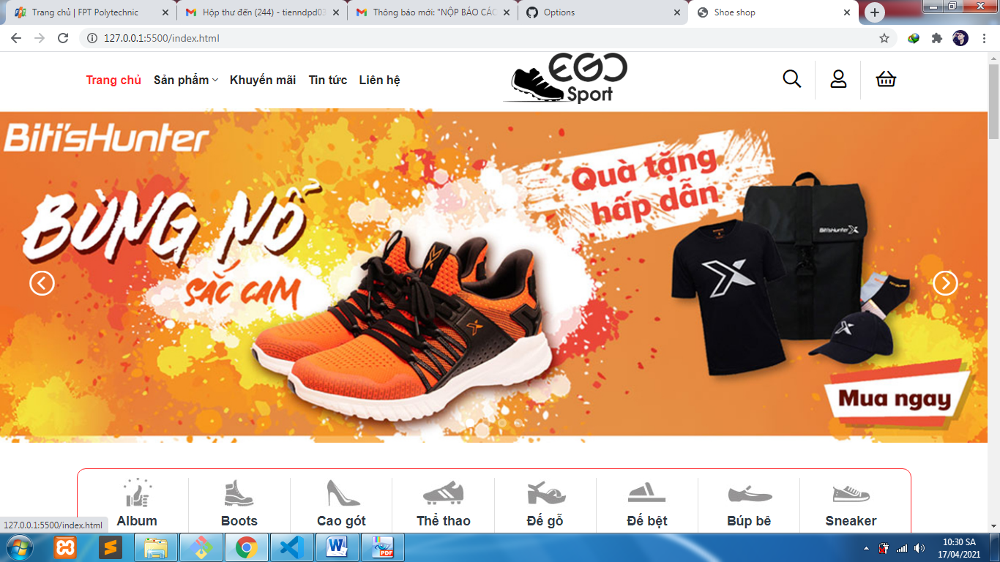 Trang chủ | FPT Polytechnic
Hộp thư đến (244) - tienndpd03
Thông báo mới: "NỘP BÁO CÁO
Options
Shoe shop
127.0.0.1:5500/index.html
Trang chủ Sản phẩm Khuyến mãi Tin tức Liên hệ
EGO
Sport
Biti'sHunter
BÙNG NỔ
SẮC CAM
Quà tặng
hấp dẫn
Biti'sHunter X
Mua ngay
Album Boots Cao gót Thể thao Đế gỗ Đế bệt Búp bê Sneaker
127.0.0.1:5500/index.html
PDF
10:30 SA
17/04/2021